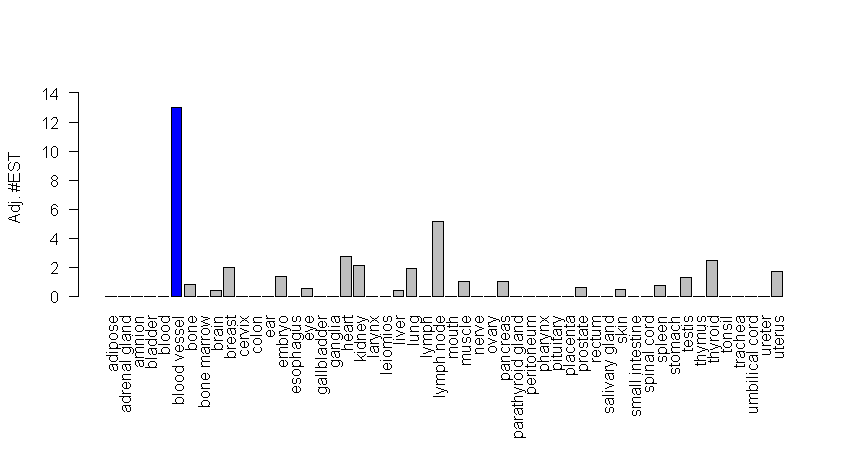 Adj. #EST
14
12
10
8
6
4
2
0
adipose
adrenal gland
amnion
bladder
blood
blood vessel
bone
bone marrow
brain
breast
cervix
colon
ear
embryo
esophagus
eye
gallbladder
ganglia
heart
kidney
larynx
leiomios
liver
lung
lymph
lymph node
mouth
muscle
nerve
ovary
pancreas
parathyroid gland
peritoneum
pharynx
pituitary
placenta
prostate
rectum
salivary gland
skin
small intestine
spinal cord
spleen
stomach
testis
thymus
thyroid
tonsil
trachea
umbilical cord
ureter
uterus